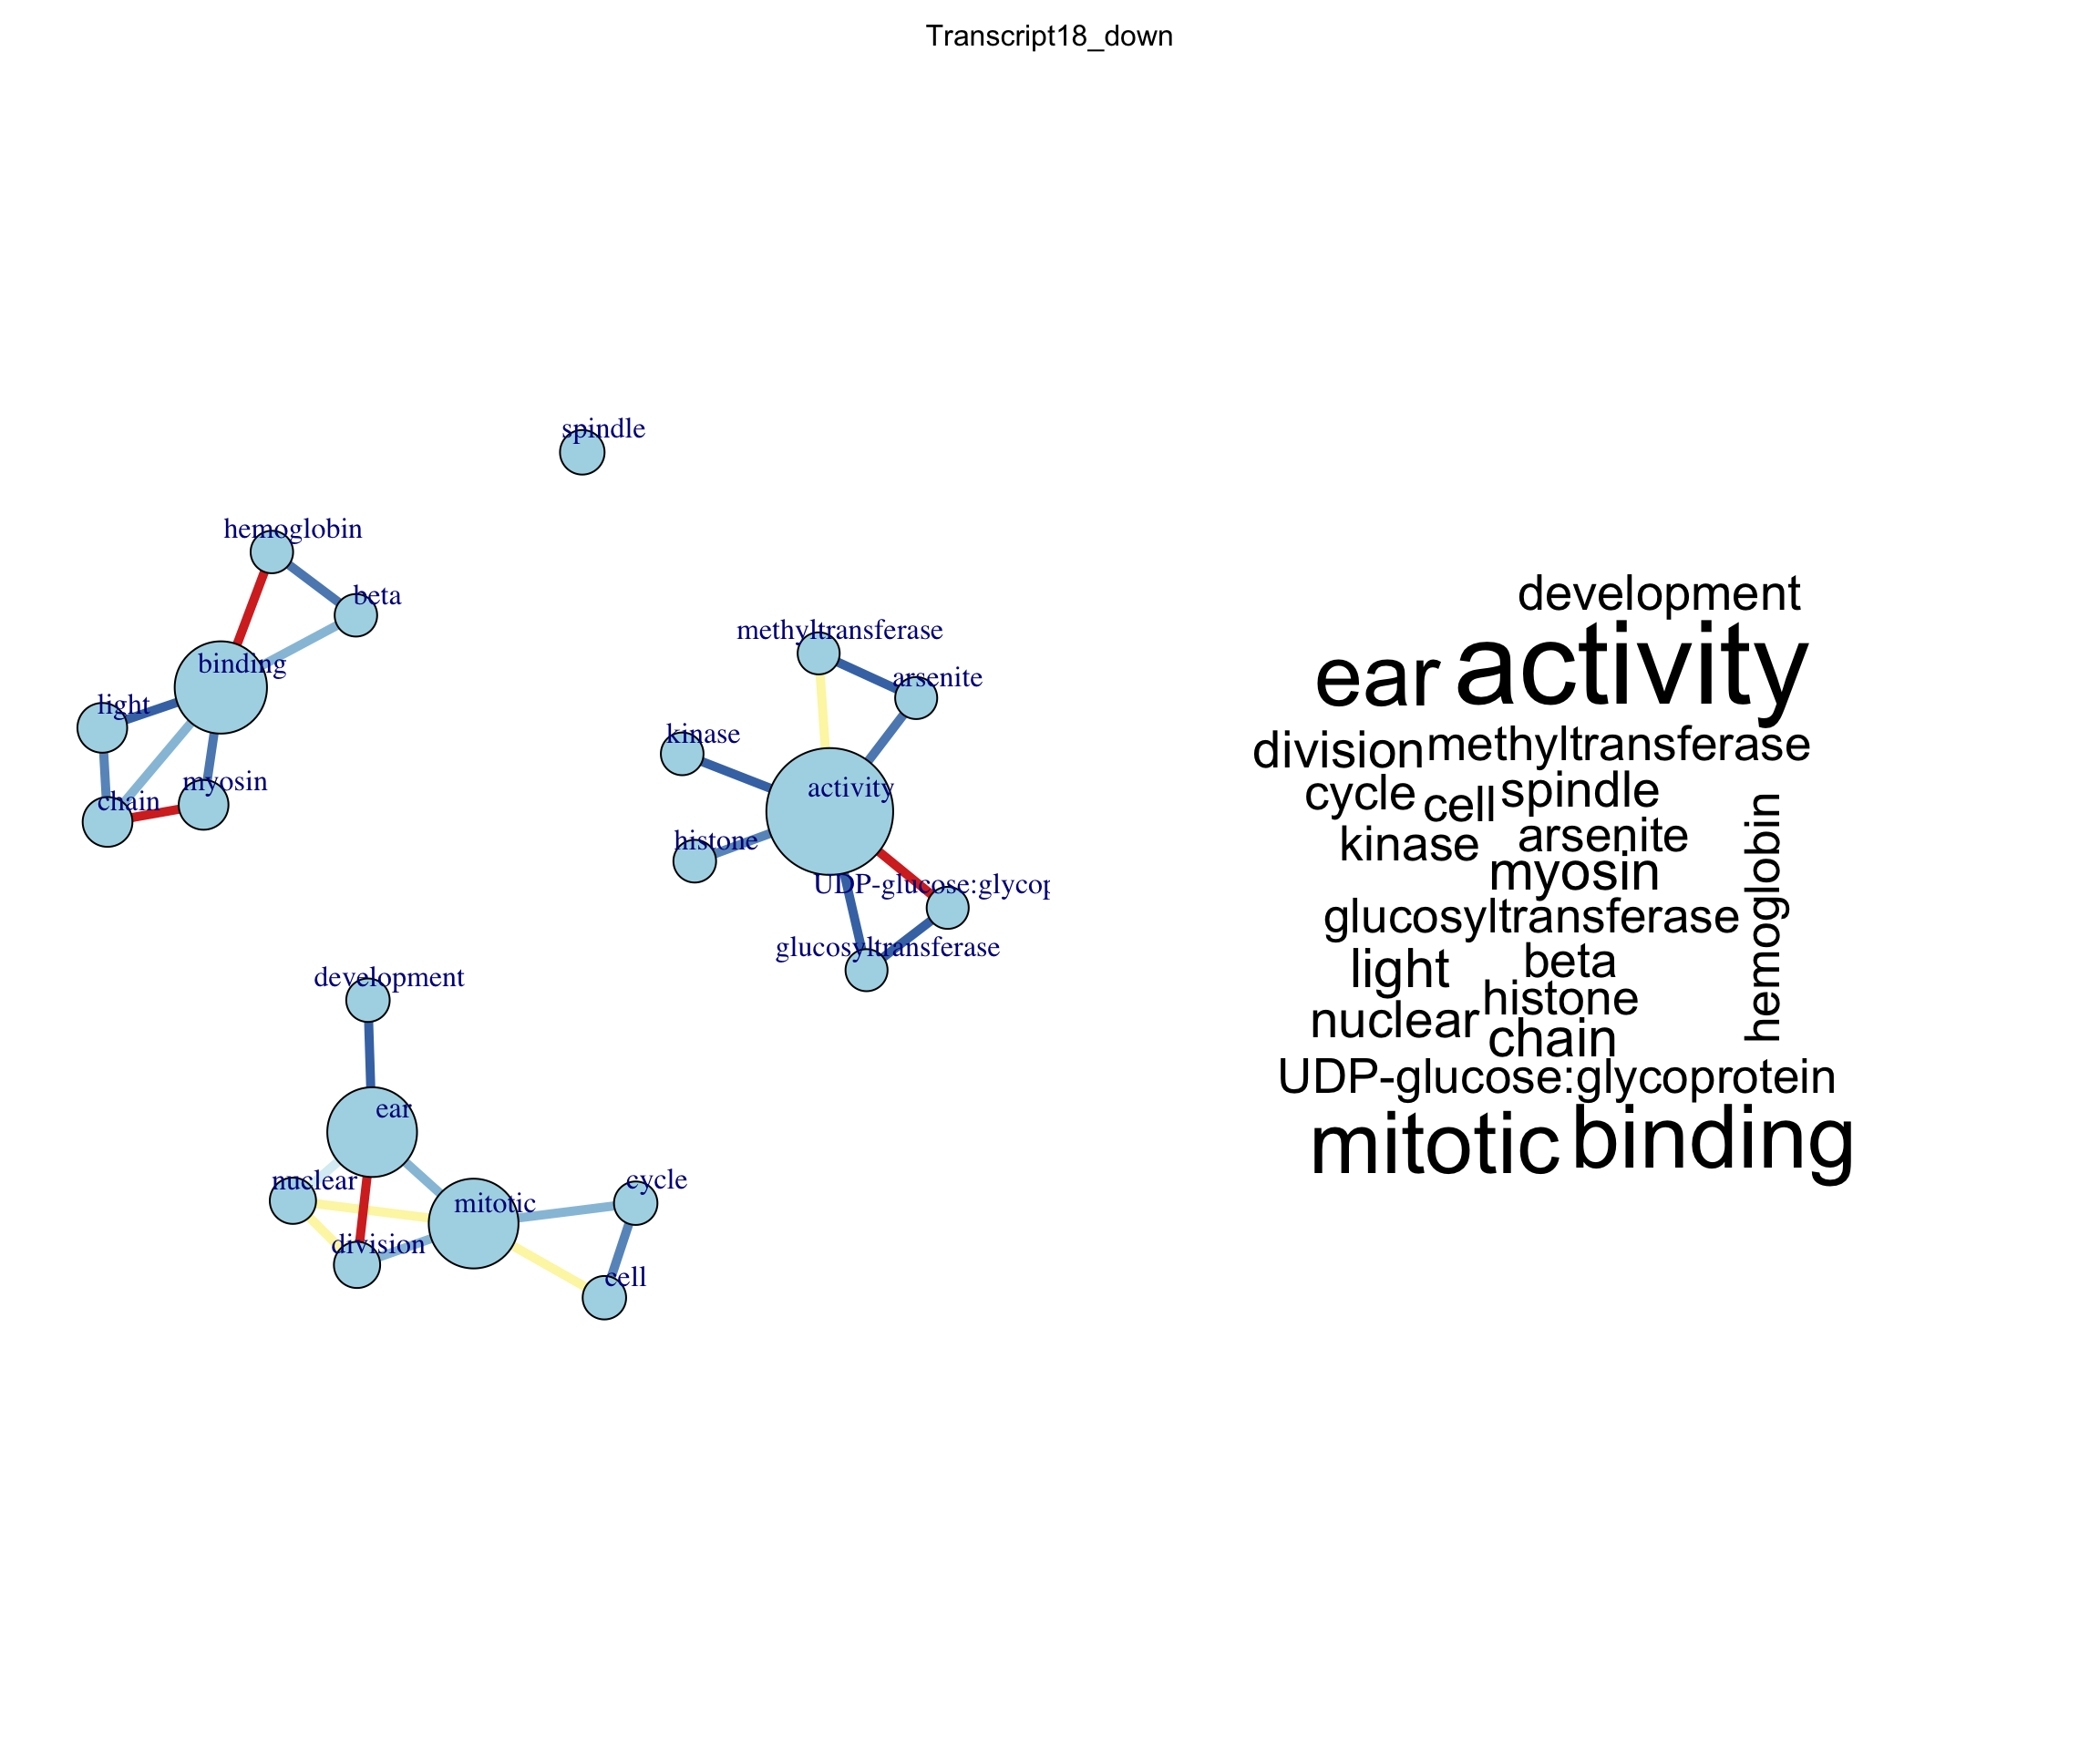 Transcript18_down
spindle
hemoglobin
beta
binding
light
myosin
chain
methyltransferase
arsenite
kinase
activity
histone
UDP-glucose:glycop
glucosyltransferase
development
ear
nuclear
mitotic
cycle
division
cell
development
ear activity
division methyltransferase
cycle cell spindle
kinase arsenite
myosin
hemoglobin
glucosyltransferase
light beta
histone
nuclear chain
UDP-glucose:glycoprotein
mitotic binding